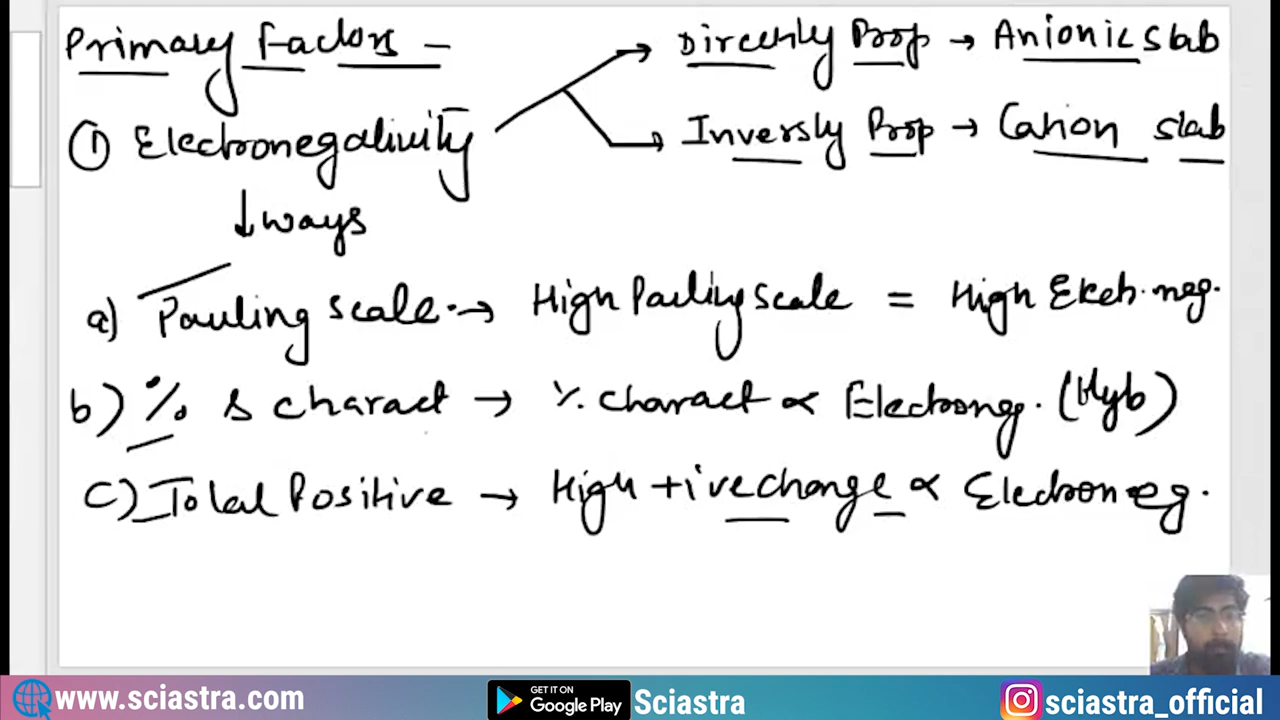 Primary Factors –
Directily Prop → Anionic stab
① Electronegativity
Inversly Prop → Cation stab
↓ ways
a) Pauling scale → High Pauling scale = High Elect. neg.
b) % s charact → % charact ∝ Electroneg. (Hyb)
C) Total Positive → High +ive charge ∝ Electroneg.
www.sciastra.com
GET IT ON
Google Play
Sciastra
sciastra_official